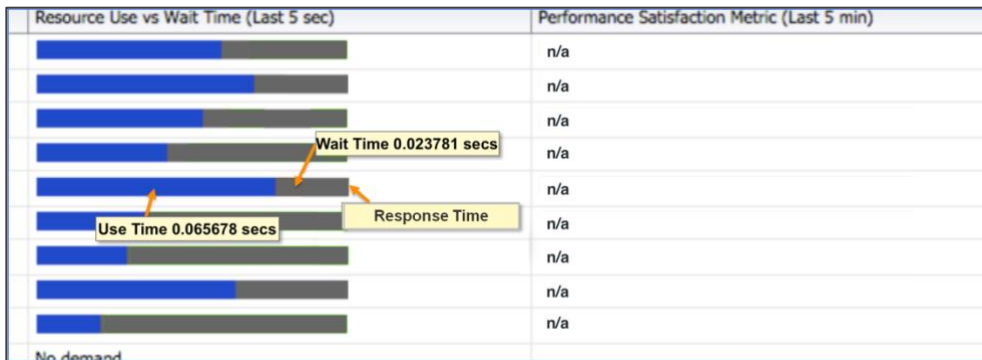 Resource Use vs Wait Time (Last 5 sec)
Performance Satisfaction Metric (Last 5 min)
n/a
n/a
n/a
n/a
Wait Time 0.023781 secs
n/a
Response Time
n/a
Use Time 0.065678 secs
n/a
n/a
n/a
No demand